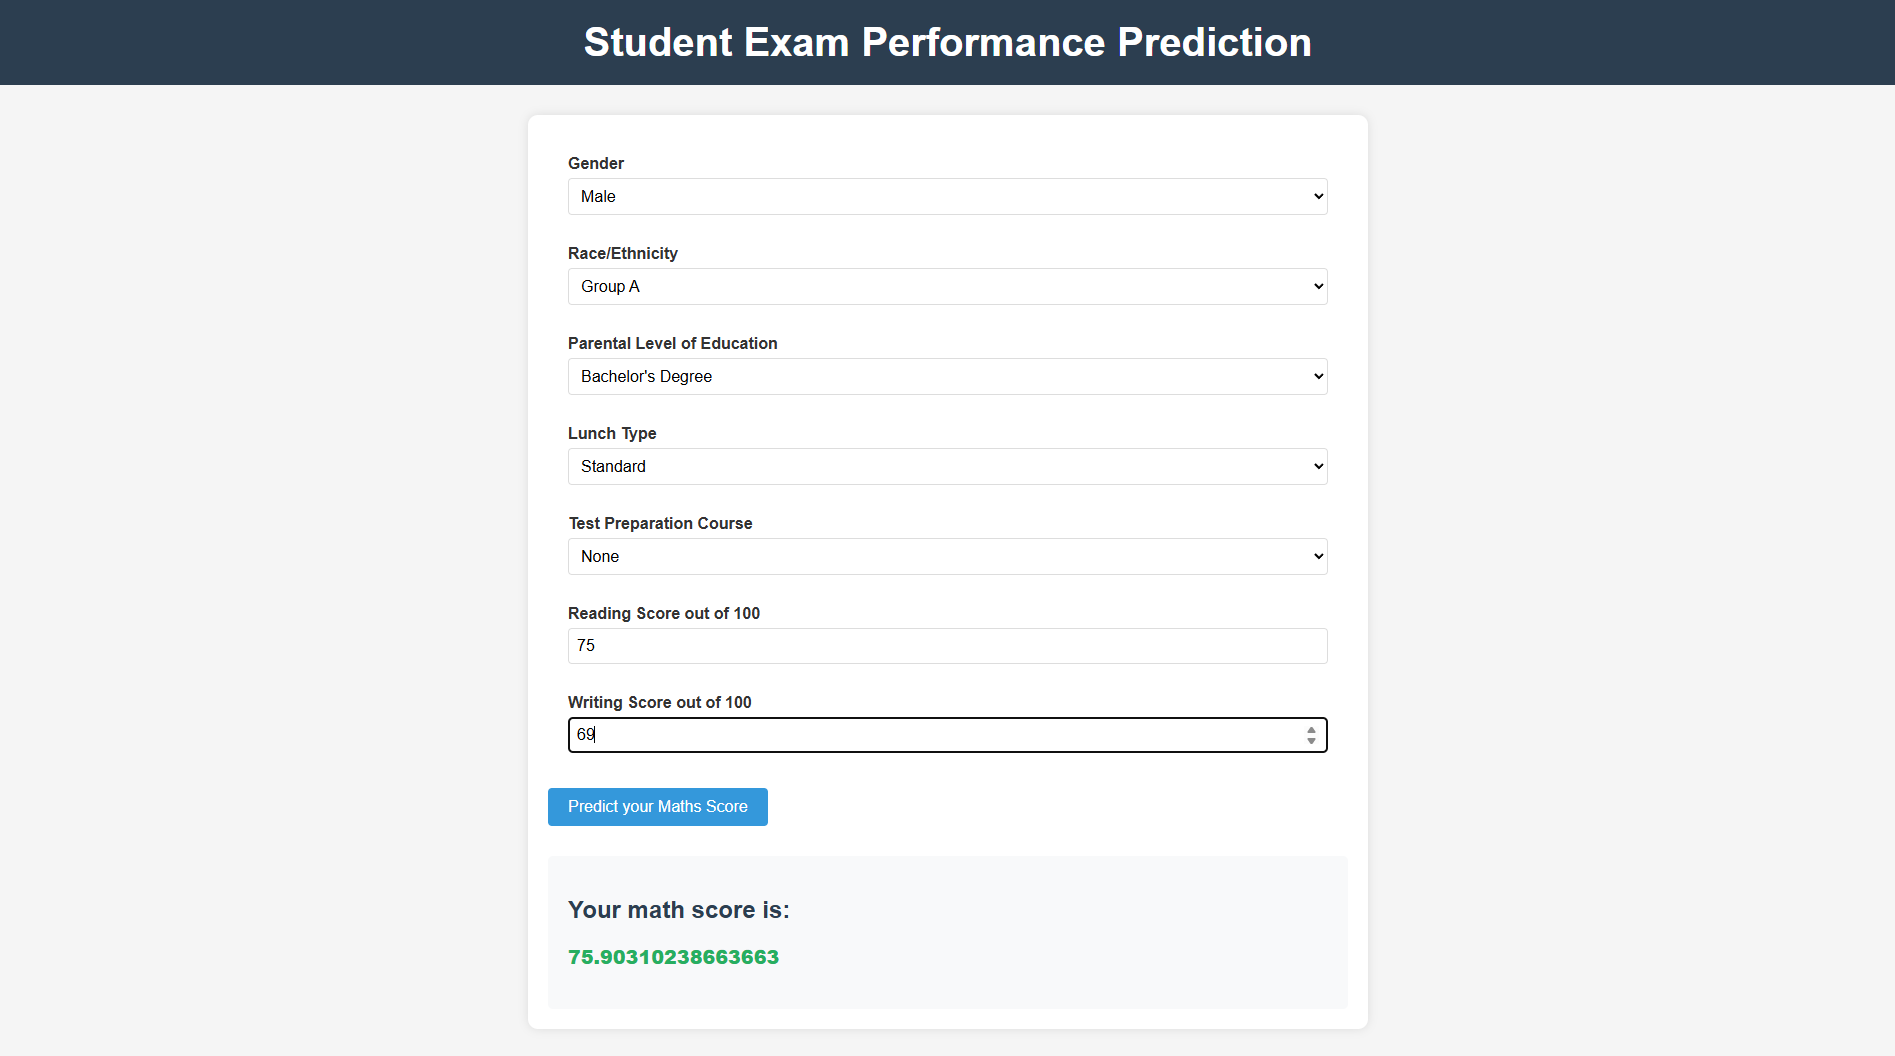 Student Exam Performance Prediction
Gender
Male
Race/Ethnicity
Group A
Parental Level of Education
Bachelor's Degree
Lunch Type
Standard
Test Preparation Course
None
Reading Score out of 100
75
Writing Score out of 100
69
Predict your Maths Score
Your math score is:
75.90310238663663